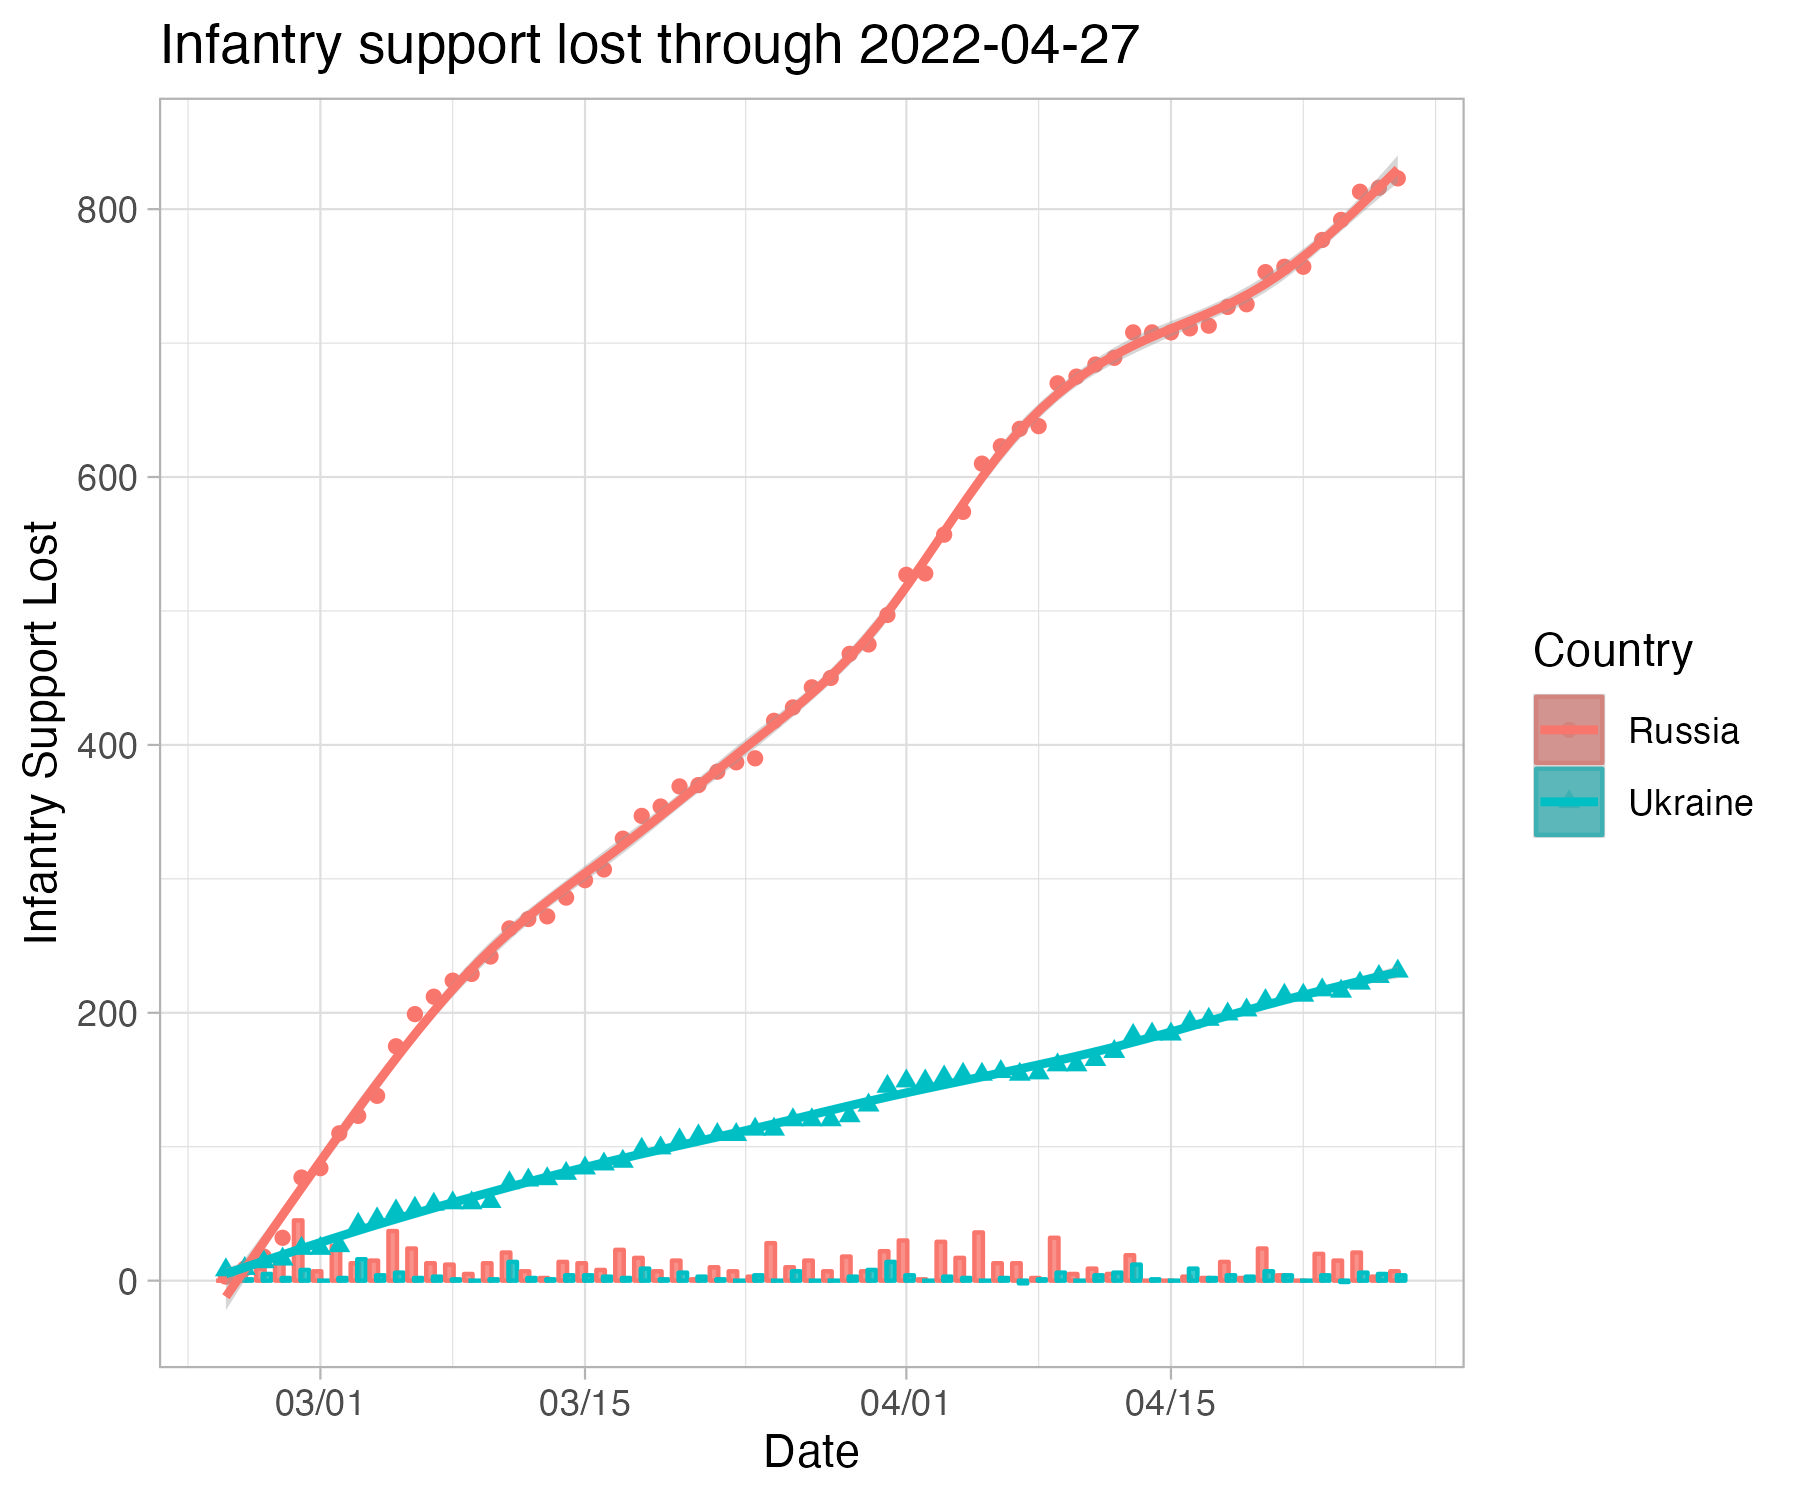 Infantry support lost through 2022-04-27
Infantry Support Lost
800
600
400
200
0
03/01
03/15
04/01
04/15
Date
Country
Russia
Ukraine